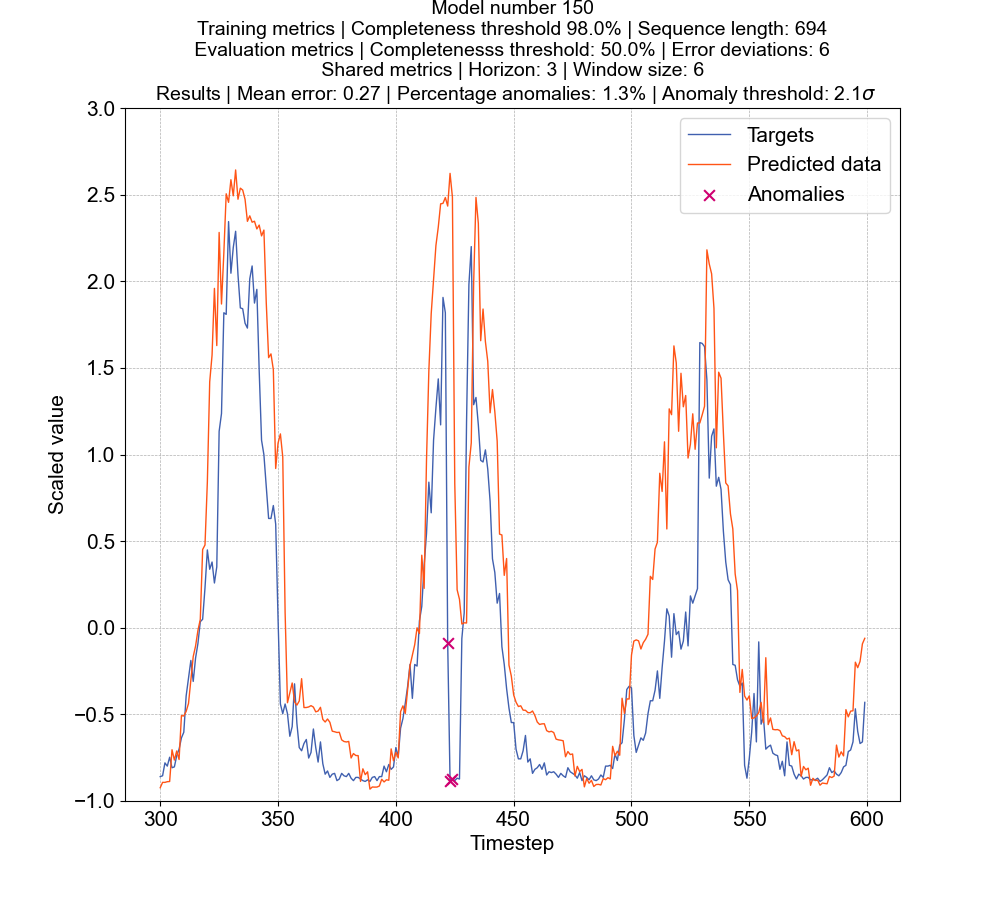 Model number 150
Training metrics | Completeness threshold 98.0% | Sequence length: 694
Evaluation metrics | Completenesss threshold: 50.0% | Error deviations: 6
Shared metrics | Horizon: 3 | Window size: 6
Results | Mean error: 0.27 | Percentage anomalies: 1.3% | Anomaly threshold: 2.1σ
Targets
Predicted data
Anomalies
3.0
2.5
2.0
1.5
1.0
0.5
0.0
−0.5
−1.0
Scaled value
300
350
400
450
500
550
600
Timestep